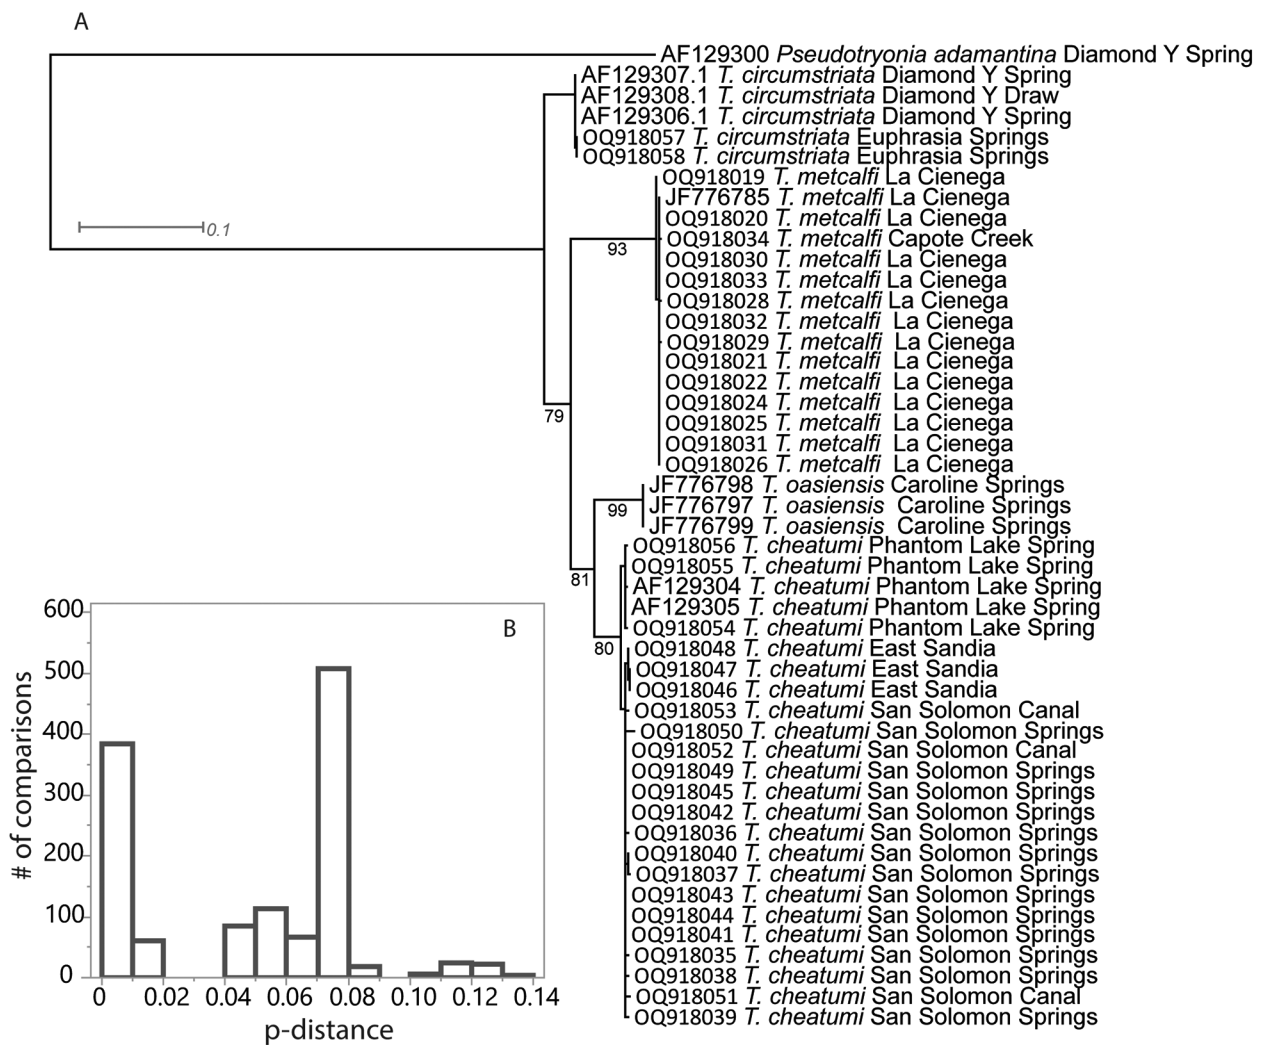 A
AF129300 Pseudotryonia adamantina Diamond Y Spring
AF129307.1 T. circumstriata Diamond Y Spring
AF129308.1 T. circumstriata Diamond Y Draw
AF129306.1 T. circumstriata Diamond Y Spring
OQ918057 T. circumstriata Euphrasia Springs
OQ918058 T. circumstriata Euphrasia Springs
OQ918019 T. metcalfi La Cienega
JF776785 T. metcalfi La Cienega
OQ918020 T. metcalfi La Cienega
0.1
OQ918034 T. metcalfi Capote Creek
93
OQ918030 T. metcalfi La Cienega
OQ918033 T. metcalfi La Cienega
OQ918028 T. metcalfi La Cienega
OQ918032 T. metcalfi La Cienega
OQ918029 T. metcalfi La Cienega
OQ918021 T. metcalfi La Cienega
OQ918022 T. metcalfi La Cienega
OQ918024 T. metcalfi La Cienega
79
OQ918025 T. metcalfi La Cienega
OQ918031 T. metcalfi La Cienega
OQ918026 T. metcalfi La Cienega
JF776798 T. oasiensis Caroline Springs
JF776797 T. oasiensis Caroline Springs
99
JF776799 T. oasiensis Caroline Springs
OQ918056 T. cheatumi Phantom Lake Spring
OQ918055 T. cheatumi Phantom Lake Spring
81
AF129304 T. cheatumi Phantom Lake Spring
AF129305 T. cheatumi Phantom Lake Spring
OQ918054 T. cheatumi Phantom Lake Spring
80
OQ918048 T. cheatumi East Sandia
OQ918047 T. cheatumi East Sandia
OQ918046 T. cheatumi East Sandia
OQ918053 T. cheatumi San Solomon Canal
OQ918050 T. cheatumi San Solomon Springs
OQ918052 T. cheatumi San Solomon Canal
OQ918049 T. cheatumi San Solomon Springs
OQ918045 T. cheatumi San Solomon Springs
OQ918042 T. cheatumi San Solomon Springs
OQ918036 T. cheatumi San Solomon Springs
OQ918040 T. cheatumi San Solomon Springs
OQ918037 T. cheatumi San Solomon Springs
OQ918043 T. cheatumi San Solomon Springs
OQ918044 T. cheatumi San Solomon Springs
OQ918041 T. cheatumi San Solomon Springs
OQ918035 T. cheatumi San Solomon Springs
OQ918038 T. cheatumi San Solomon Springs
OQ918051 T. cheatumi San Solomon Canal
OQ918039 T. cheatumi San Solomon Springs
B
# of comparisons
600
500
400
300
200
100
0
0 0.02 0.04 0.06 0.08 0.10 0.12 0.14
p-distance